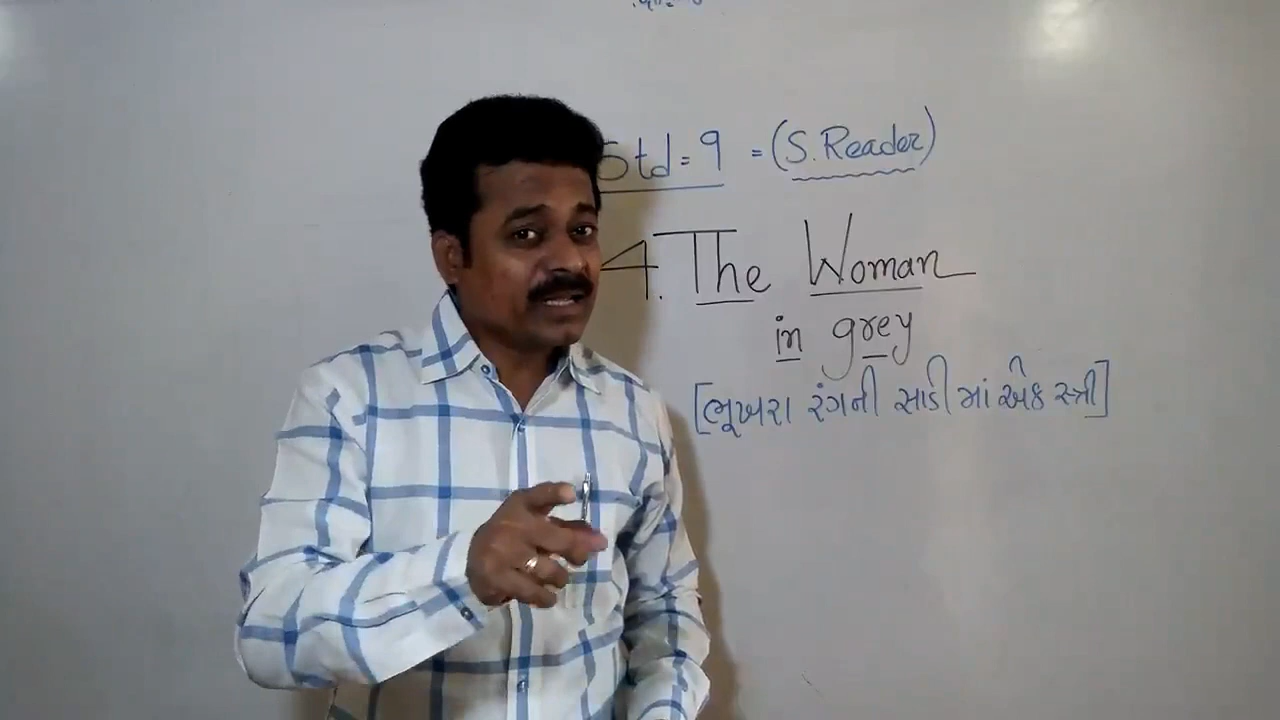 Std = 9 = (S. Reader)
4. The Woman
in grey
[ભૂખરા રંગની સાડીમાં એક સ્ત્રી]